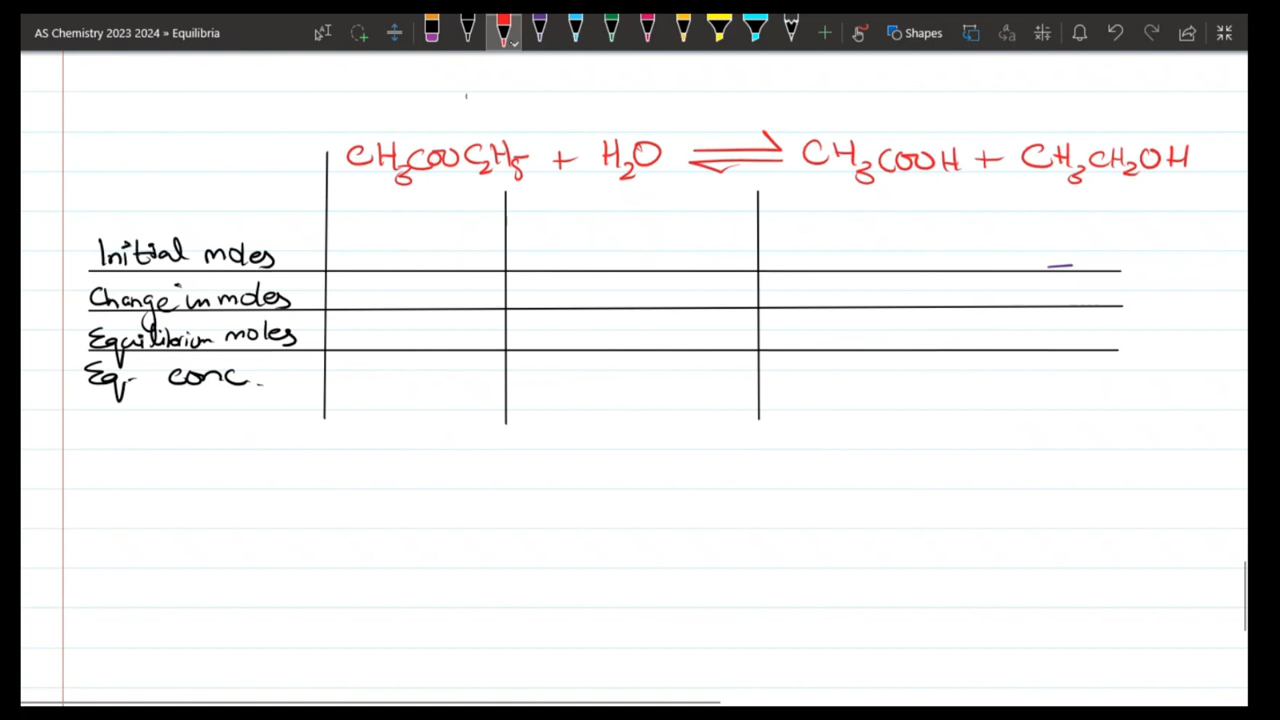 AS Chemistry 2023 2024 » Equilibria
Shapes
CH₃COOC₂H₅ + H₂O ⇌ CH₃COOH + CH₃CH₂OH
Initial moles
Change in moles
Equilibrium moles
Eq. conc.